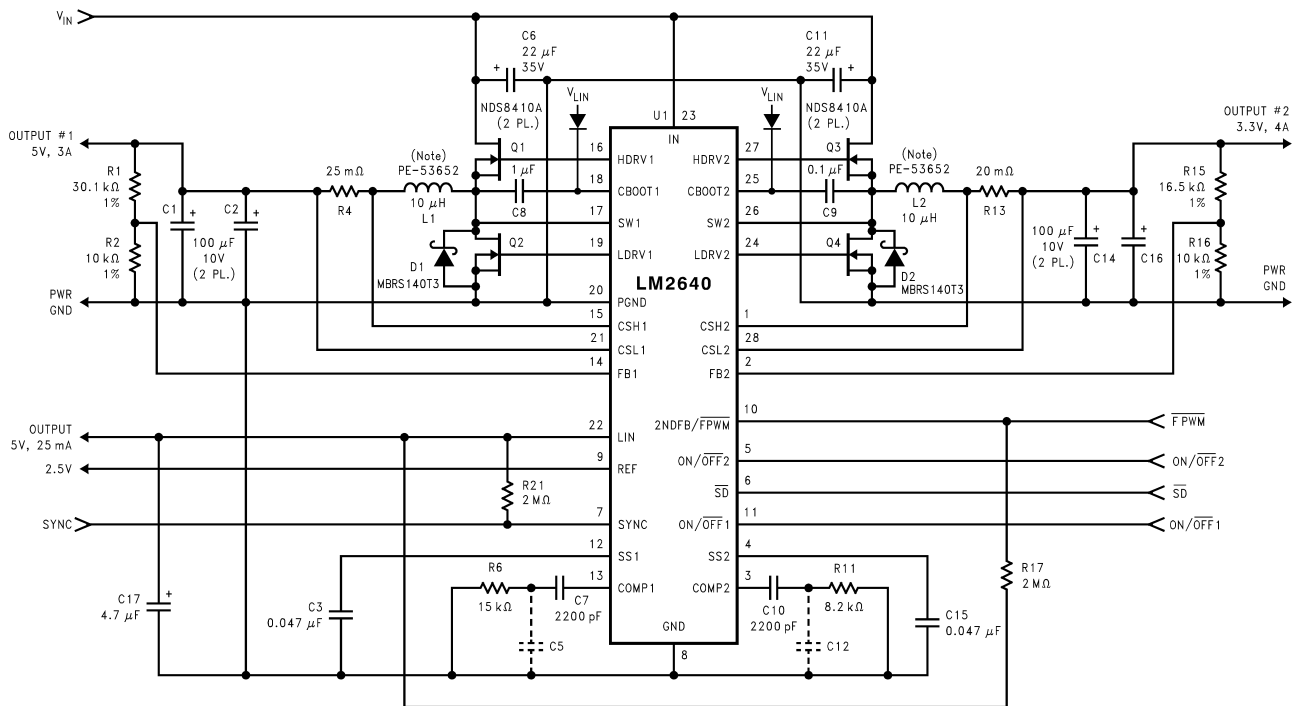 V_IN
C6
22 μF
35V
+
C11
22 μF
35V
+
V_LIN
V_LIN
NDS8410A
(2 PL.)
NDS8410A
(2 PL.)
U1
23
IN
OUTPUT #1
5V, 3A
OUTPUT #2
3.3V, 4A
R1
30.1 kΩ
1%
R2
10 kΩ
1%
C1
+
C2
+
100 μF
10V
(2 PL.)
PWR
GND
25 mΩ
R4
(Note)
PE-53652
10 μH
L1
Q1
1 μF
C8
Q2
D1
MBRS140T3
16
HDRV1
18
CBOOT1
17
SW1
19
LDRV1
LM2640
20
PGND
15
CSH1
21
CSL1
14
FB1
27
HDRV2
25
CBOOT2
26
SW2
24
LDRV2
1
CSH2
28
CSL2
2
FB2
Q3
0.1 μF
C9
Q4
D2
MBRS140T3
(Note)
PE-53652
L2
10 μH
20 mΩ
R13
100 μF
10V
(2 PL.)
+
C14
+
C16
R15
16.5 kΩ
1%
R16
10 kΩ
1%
PWR
GND
OUTPUT
5V, 25 mA
22
LIN
2.5V
9
REF
R21
2 MΩ
SYNC
7
SYNC
12
SS1
13
COMP1
10
2NDFB/FPWM
FPWM
5
ON/OFF2
ON/OFF2
6
SD
SD
11
ON/OFF1
ON/OFF1
4
SS2
3
COMP2
C17
+
4.7 μF
C3
0.047 μF
R6
15 kΩ
C7
2200 pF
C5
GND
8
C10
2200 pF
R11
8.2 kΩ
C12
C15
0.047 μF
R17
2 MΩ